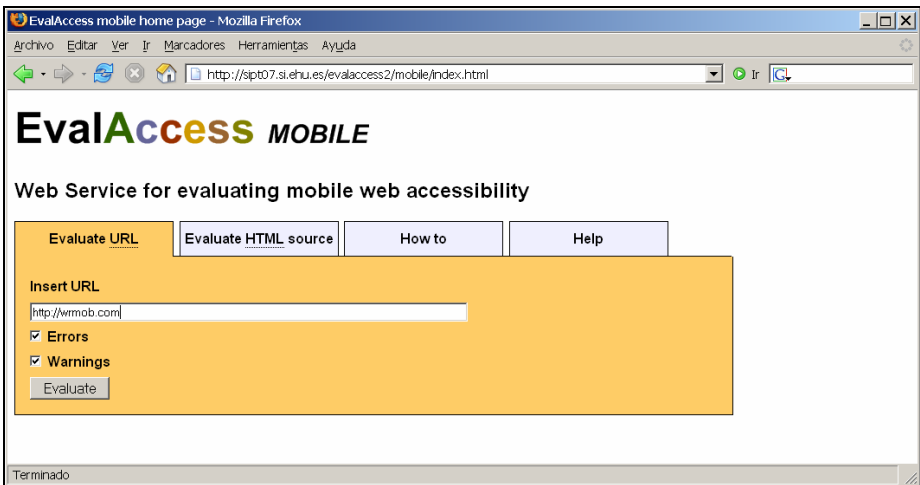 EvalAccess mobile home page - Mozilla Firefox
Archivo Editar Ver Ir Marcadores Herramientas Ayuda
http://sipt07.si.ehu.es/evalaccess2/mobile/index.html Ir G
EvalAccess MOBILE
Web Service for evaluating mobile web accessibility
Evaluate URL Evaluate HTML source How to Help
Insert URL
http://wrmob.com
Errors
Warnings
Evaluate
Terminado